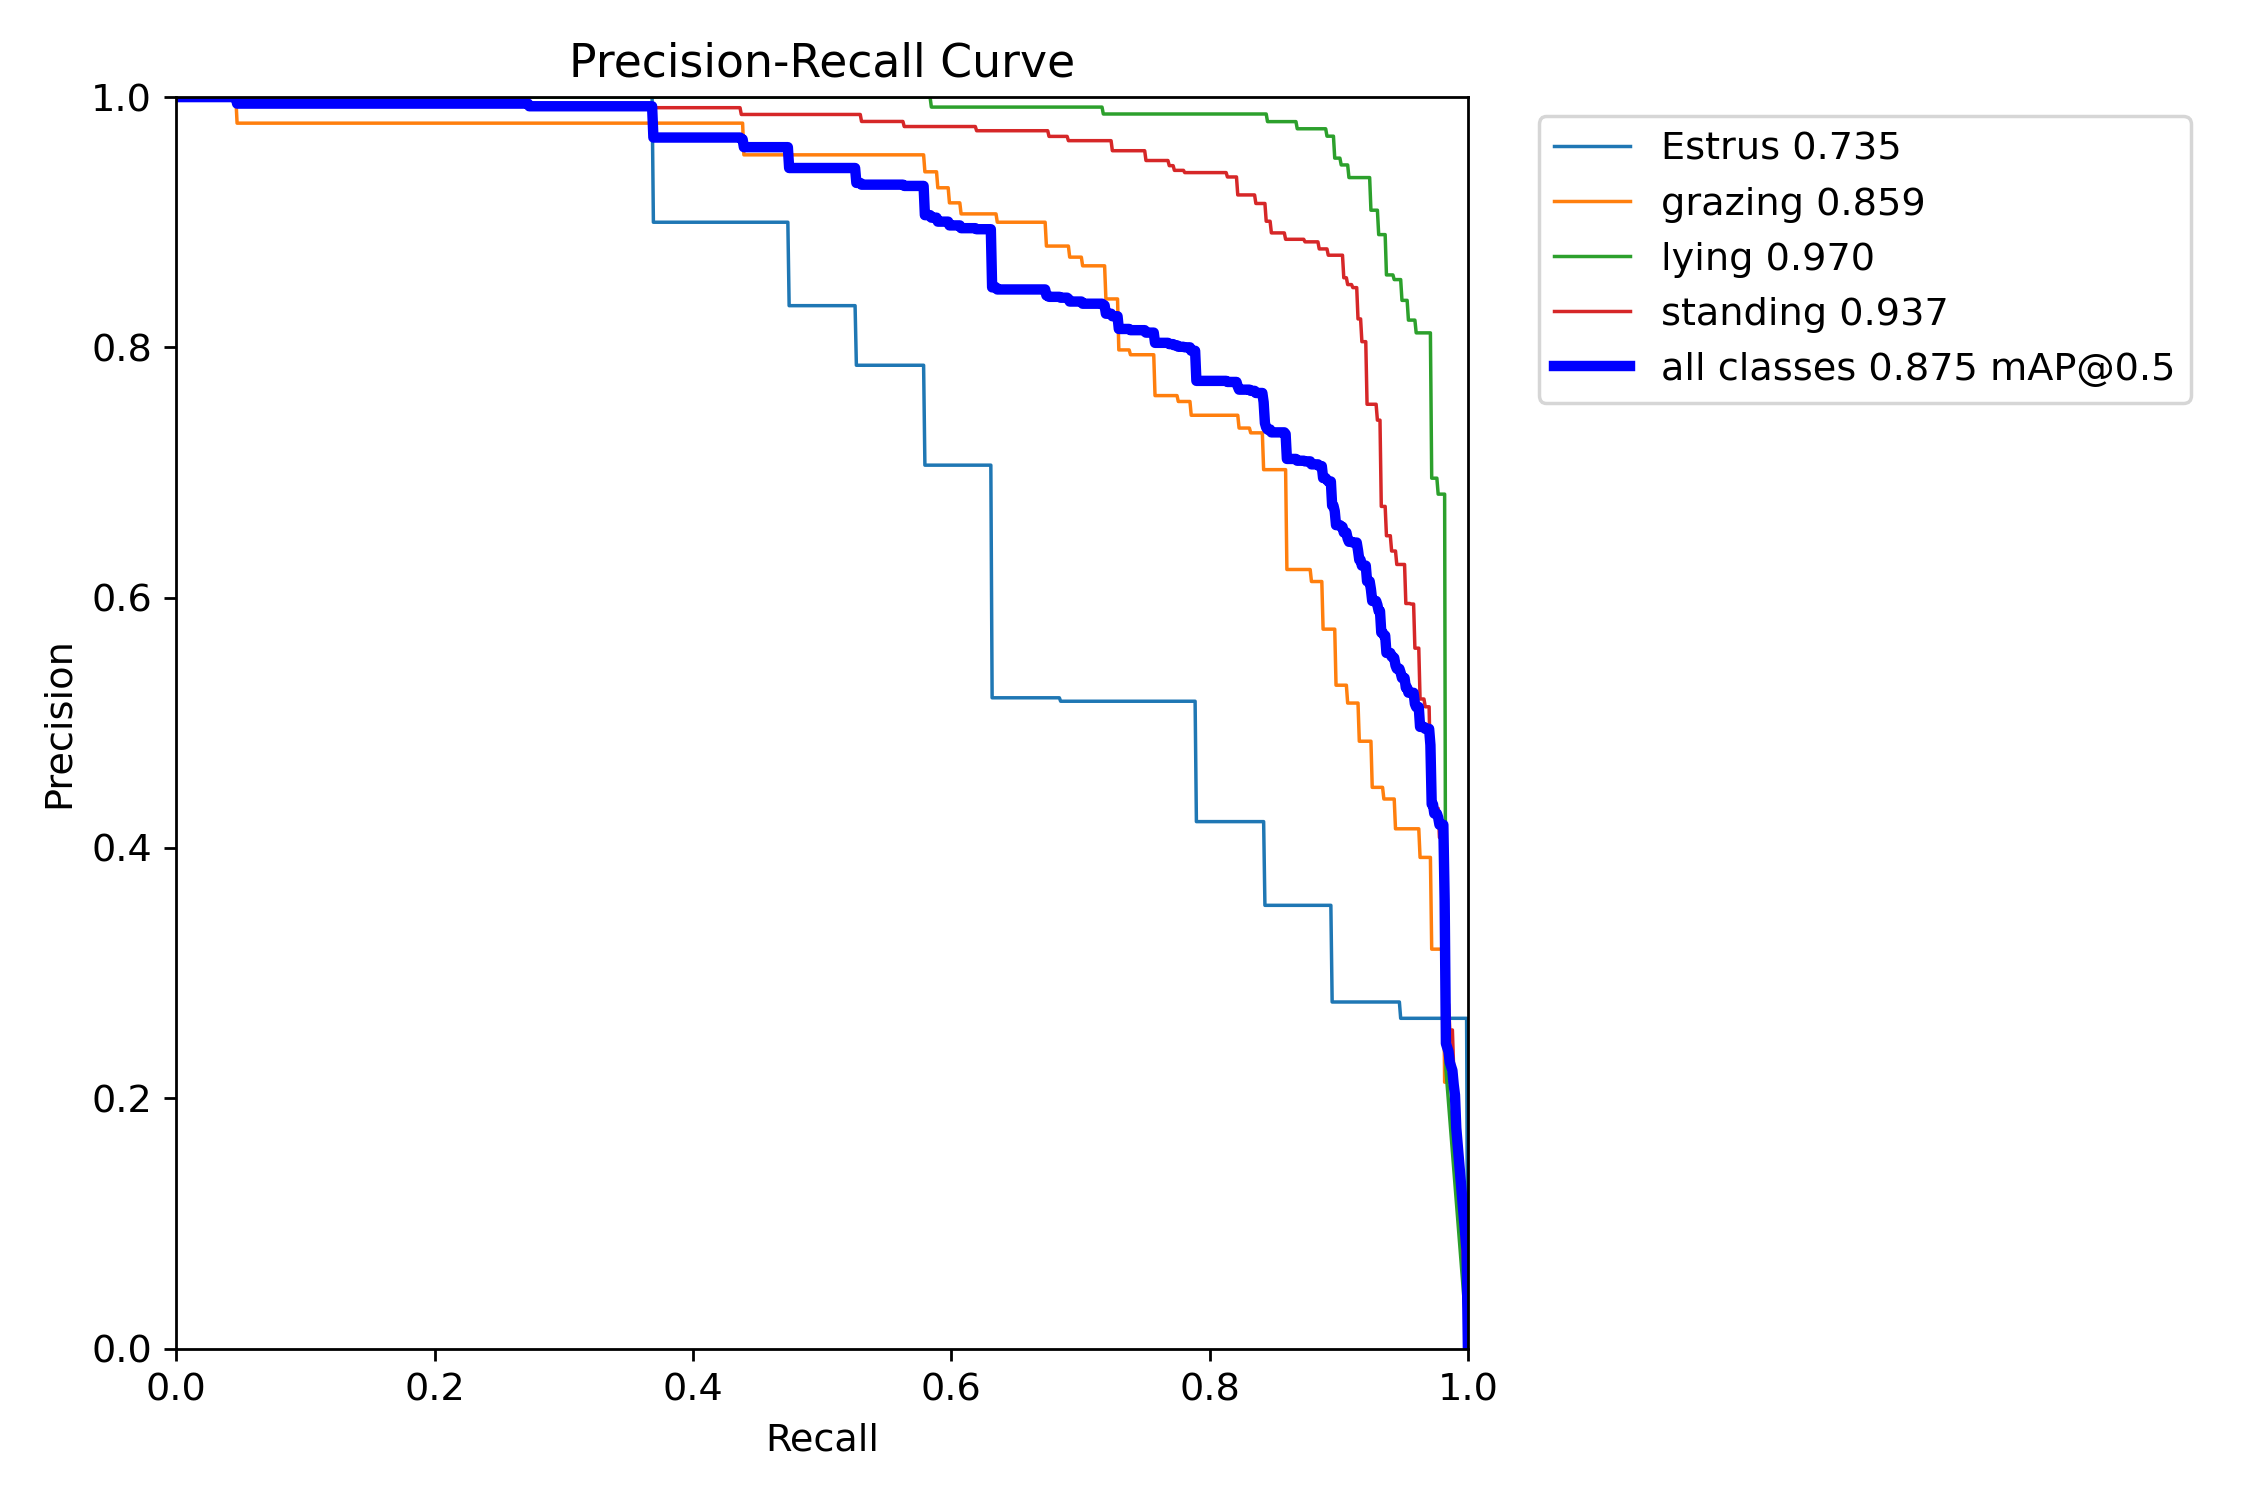 Precision-Recall Curve
1.0
0.8
0.6
0.4
0.2
0.0
Precision
0.0 0.2 0.4 0.6 0.8 1.0
Recall
Estrus 0.735
grazing 0.859
lying 0.970
standing 0.937
all classes 0.875 mAP@0.5